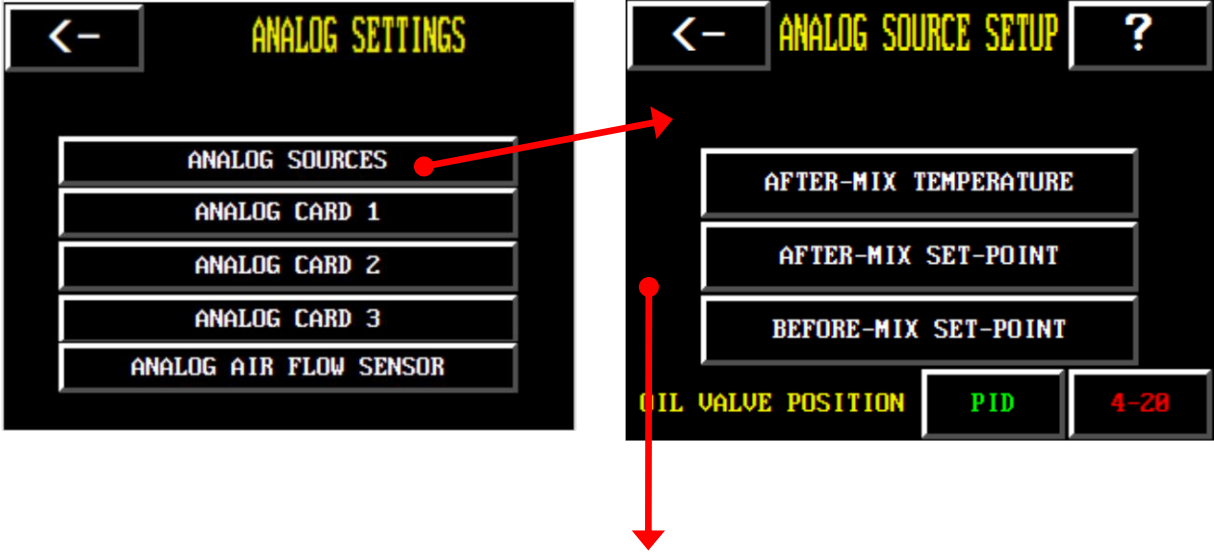 <- ANALOG SETTINGS
ANALOG SOURCES
ANALOG CARD 1
ANALOG CARD 2
ANALOG CARD 3
ANALOG AIR FLOW SENSOR
<- ANALOG SOURCE SETUP ?
AFTER-MIX TEMPERATURE
AFTER-MIX SET-POINT
BEFORE-MIX SET-POINT
OIL VALVE POSITION PID 4-20